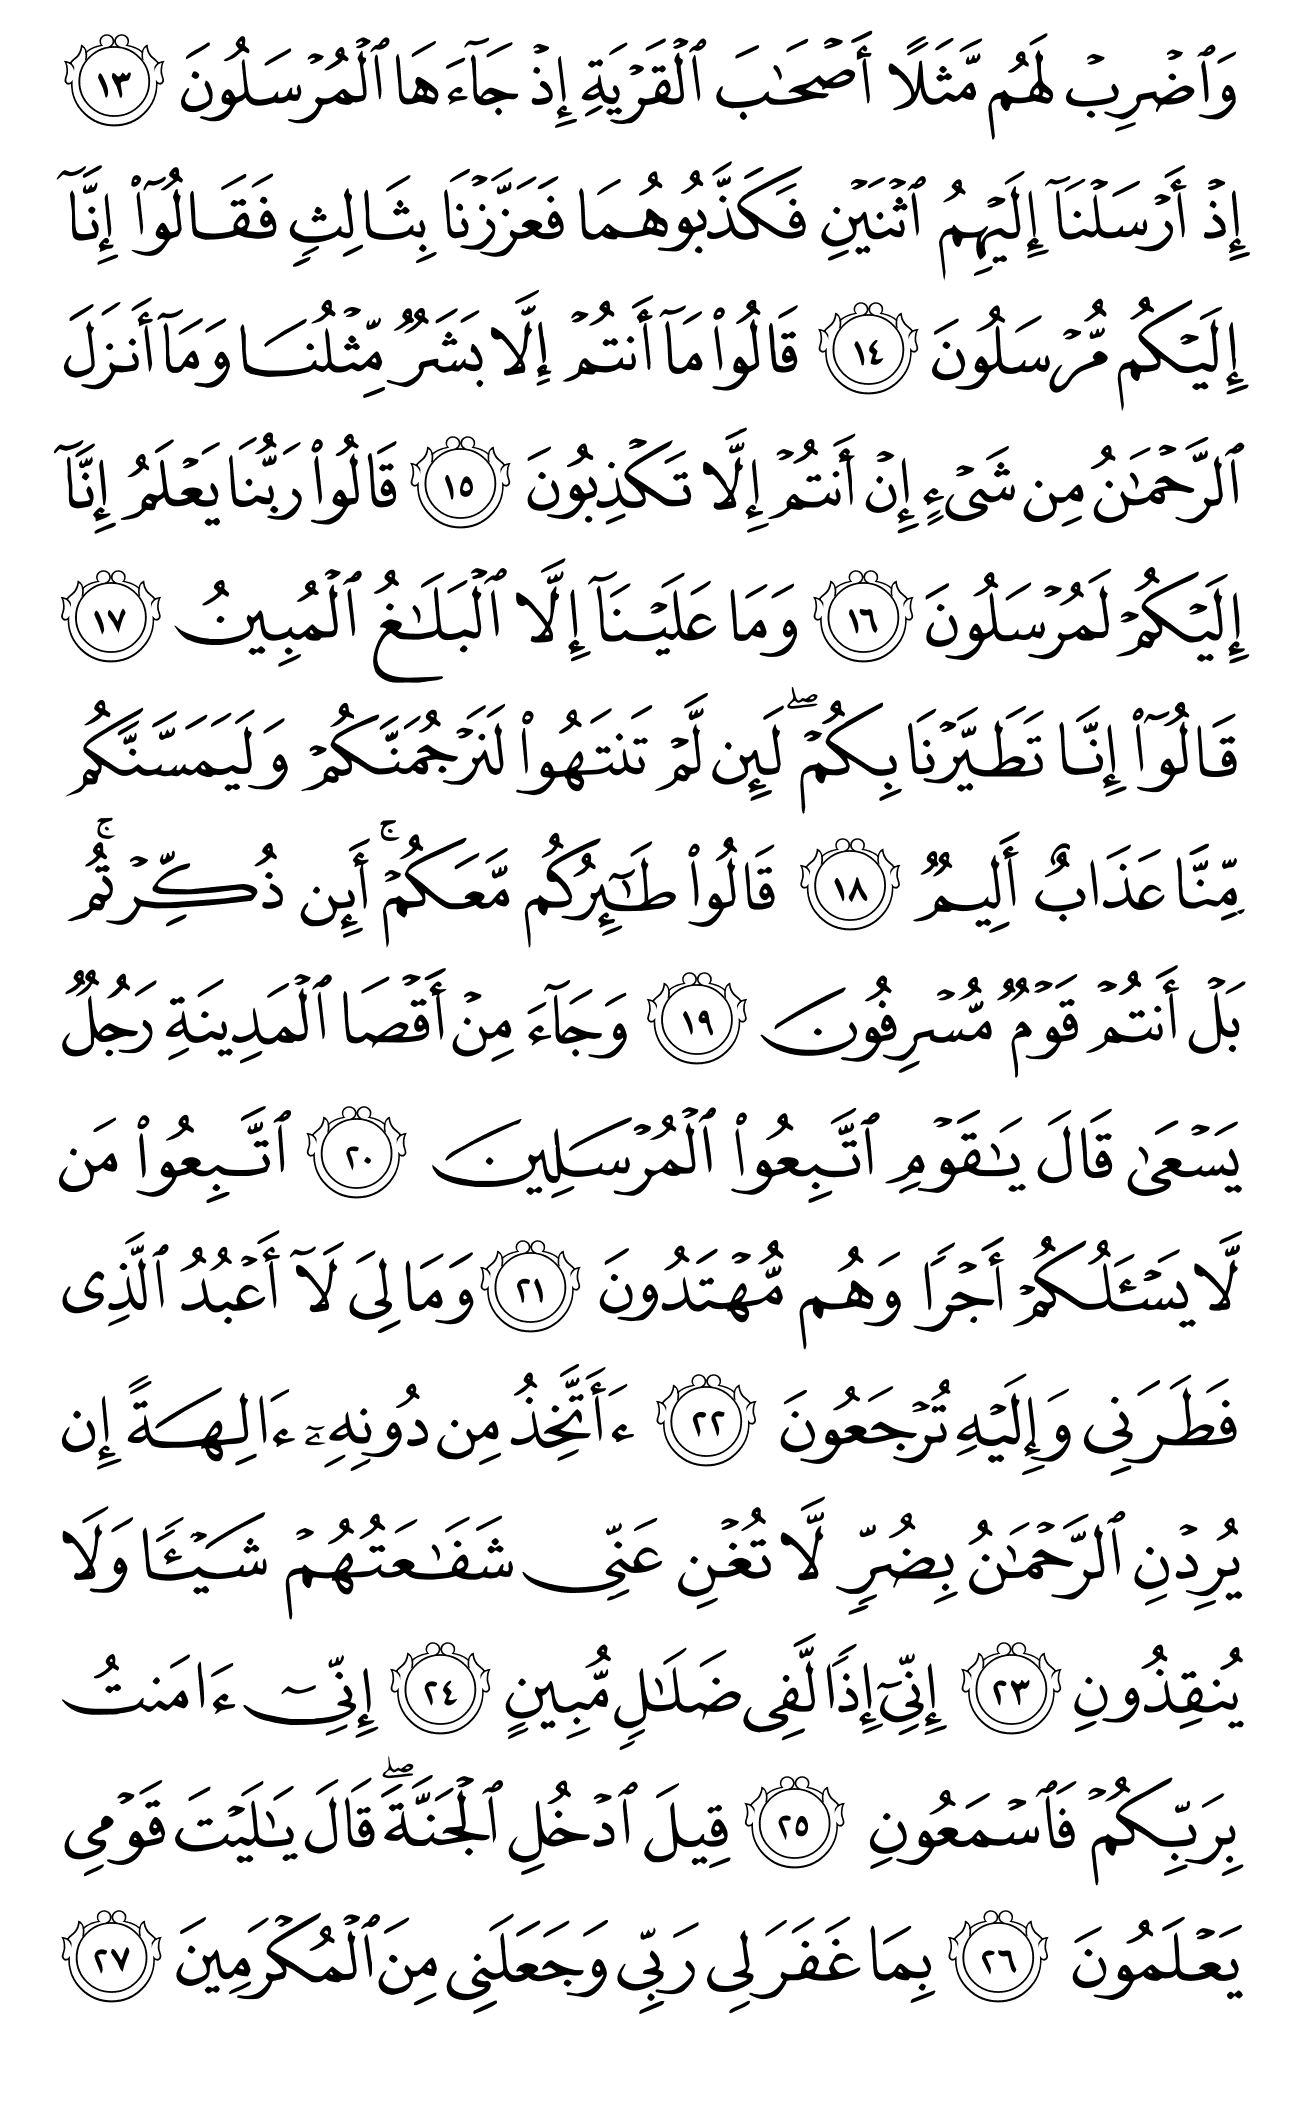 وَٱضۡرِبۡ لَهُم مَّثَلًا أَصۡحَٰبَ ٱلۡقَرۡيَةِ إِذۡ جَآءَهَا ٱلۡمُرۡسَلُونَ ١٣
إِذۡ أَرۡسَلۡنَآ إِلَيۡهِمُ ٱثۡنَيۡنِ فَكَذَّبُوهُمَا فَعَزَّزۡنَا بِثَالِثٖ فَقَالُوٓاْ إِنَّآ
إِلَيۡكُم مُّرۡسَلُونَ ١٤ قَالُواْ مَآ أَنتُمۡ إِلَّا بَشَرٞ مِّثۡلُنَا وَمَآ أَنزَلَ
ٱلرَّحۡمَٰنُ مِن شَيۡءٍ إِنۡ أَنتُمۡ إِلَّا تَكۡذِبُونَ ١٥ قَالُواْ رَبُّنَا يَعۡلَمُ إِنَّآ
إِلَيۡكُمۡ لَمُرۡسَلُونَ ١٦ وَمَا عَلَيۡنَآ إِلَّا ٱلۡبَلَٰغُ ٱلۡمُبِينُ ١٧
قَالُوٓاْ إِنَّا تَطَيَّرۡنَا بِكُمۡۖ لَئِن لَّمۡ تَنتَهُواْ لَنَرۡجُمَنَّكُمۡ وَلَيَمَسَّنَّكُم
مِّنَّا عَذَابٌ أَلِيمٞ ١٨ قَالُواْ طَٰٓئِرُكُم مَّعَكُمۡۚ أَئِن ذُكِّرۡتُمۚ
بَلۡ أَنتُمۡ قَوۡمٞ مُّسۡرِفُونَ ١٩ وَجَآءَ مِنۡ أَقۡصَا ٱلۡمَدِينَةِ رَجُلٞ
يَسۡعَىٰ قَالَ يَٰقَوۡمِ ٱتَّبِعُواْ ٱلۡمُرۡسَلِينَ ٢٠ ٱتَّبِعُواْ مَن
لَّا يَسۡـَٔلُكُمۡ أَجۡرٗا وَهُم مُّهۡتَدُونَ ٢١ وَمَا لِيَ لَآ أَعۡبُدُ ٱلَّذِي
فَطَرَنِي وَإِلَيۡهِ تُرۡجَعُونَ ٢٢ ءَأَتَّخِذُ مِن دُونِهِۦٓ ءَالِهَةً إِن
يُرِدۡنِ ٱلرَّحۡمَٰنُ بِضُرّٖ لَّا تُغۡنِ عَنِّي شَفَٰعَتُهُمۡ شَيۡـٔٗا وَلَا
يُنقِذُونِ ٢٣ إِنِّيٓ إِذٗا لَّفِي ضَلَٰلٖ مُّبِينٍ ٢٤ إِنِّيٓ ءَامَنتُ
بِرَبِّكُمۡ فَٱسۡمَعُونِ ٢٥ قِيلَ ٱدۡخُلِ ٱلۡجَنَّةَۖ قَالَ يَٰلَيۡتَ قَوۡمِي
يَعۡلَمُونَ ٢٦ بِمَا غَفَرَ لِي رَبِّي وَجَعَلَنِي مِنَ ٱلۡمُكۡرَمِينَ ٢٧